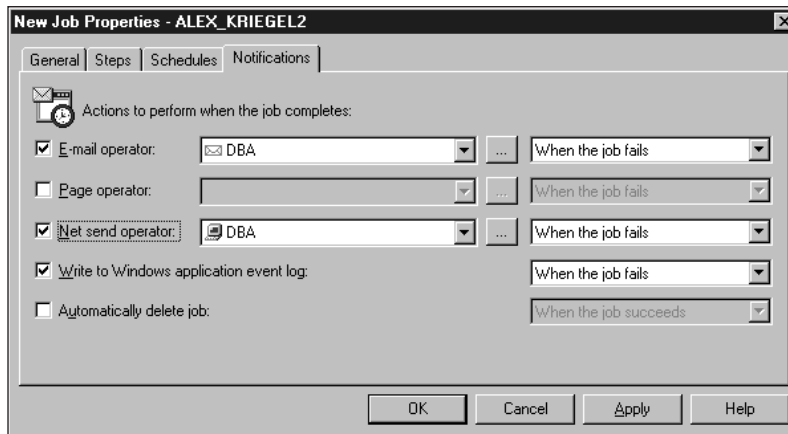 New Job Properties - ALEX_KRIEGEL2
General Steps Schedules Notifications
Actions to perform when the job completes:
E-mail operator: DBA ... When the job fails
Page operator: ... When the job fails
Net send operator: DBA ... When the job fails
Write to Windows application event log: When the job fails
Automatically delete job: When the job succeeds
OK Cancel Apply Help